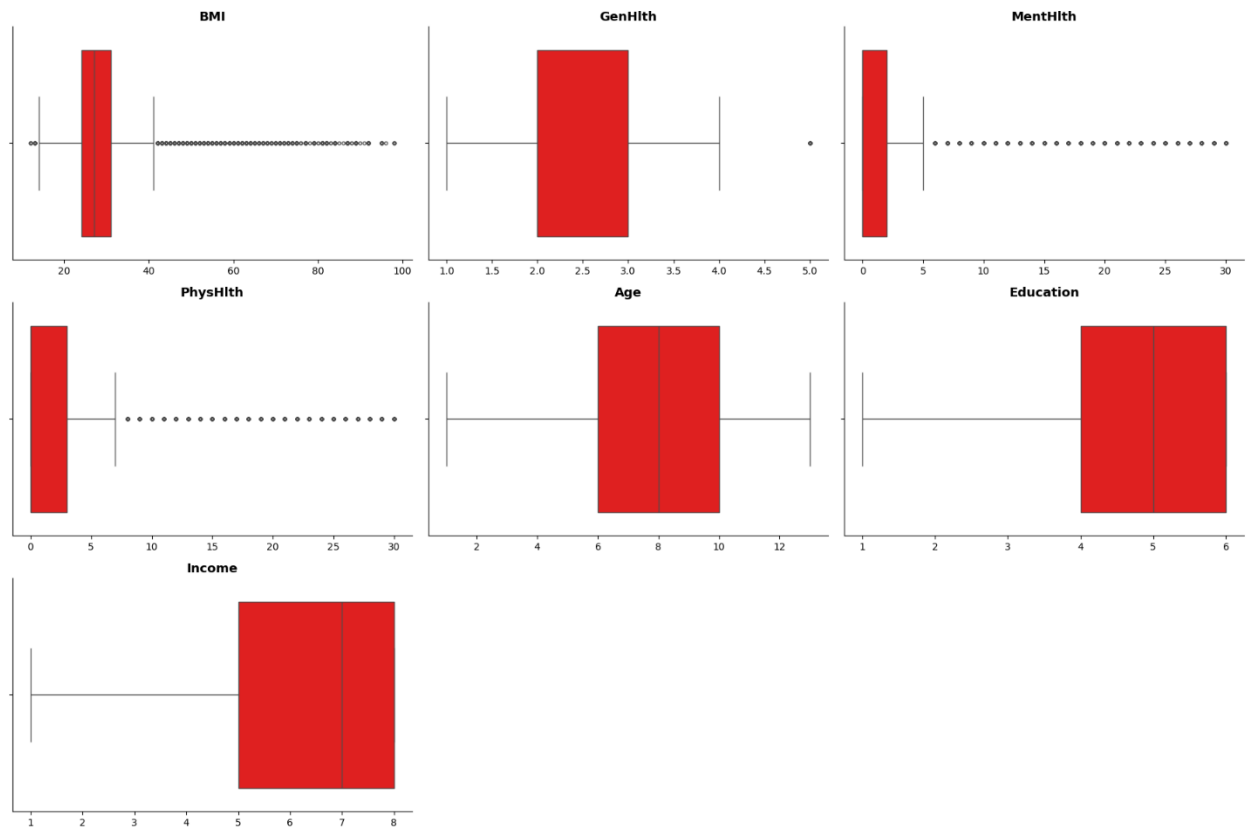 BMI GenHlth MentHlth
20 40 60 80 100 1.0 1.5 2.0 2.5 3.0 3.5 4.0 4.5 5.0 0 5 10 15 20 25 30
PhysHlth Age Education
0 5 10 15 20 25 30 2 4 6 8 10 12 1 2 3 4 5 6
Income
1 2 3 4 5 6 7 8